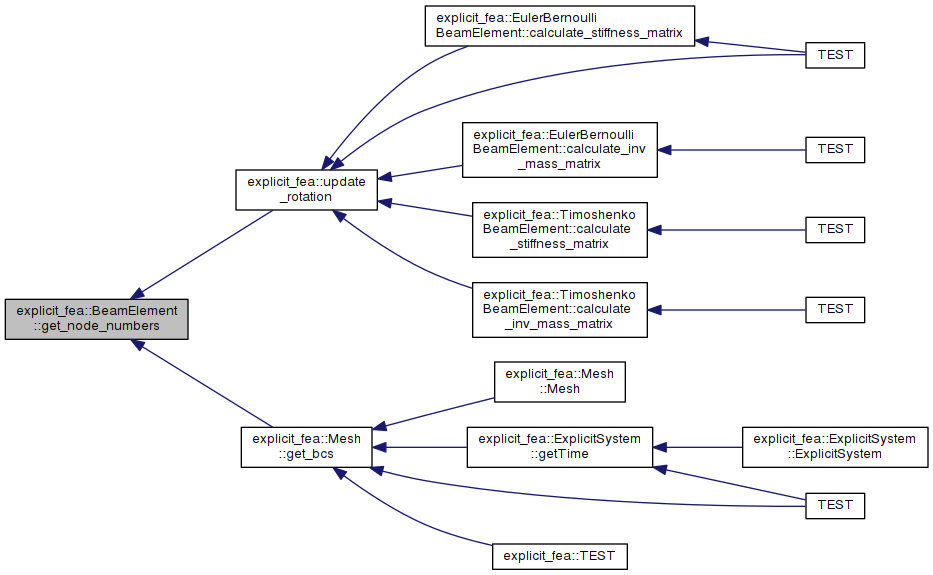 explicit_fea::EulerBernoulli
BeamElement::calculate_stiffness_matrix
TEST
explicit_fea::EulerBernoulli
BeamElement::calculate_inv
_mass_matrix
TEST
explicit_fea::update
_rotation
explicit_fea::Timoshenko
BeamElement::calculate
_stiffness_matrix
TEST
explicit_fea::Timoshenko
BeamElement::calculate
_inv_mass_matrix
TEST
explicit_fea::BeamElement
::get_node_numbers
explicit_fea::Mesh
::Mesh
explicit_fea::Mesh
::get_bcs
explicit_fea::ExplicitSystem
::getTime
explicit_fea::ExplicitSystem
::ExplicitSystem
TEST
explicit_fea::TEST